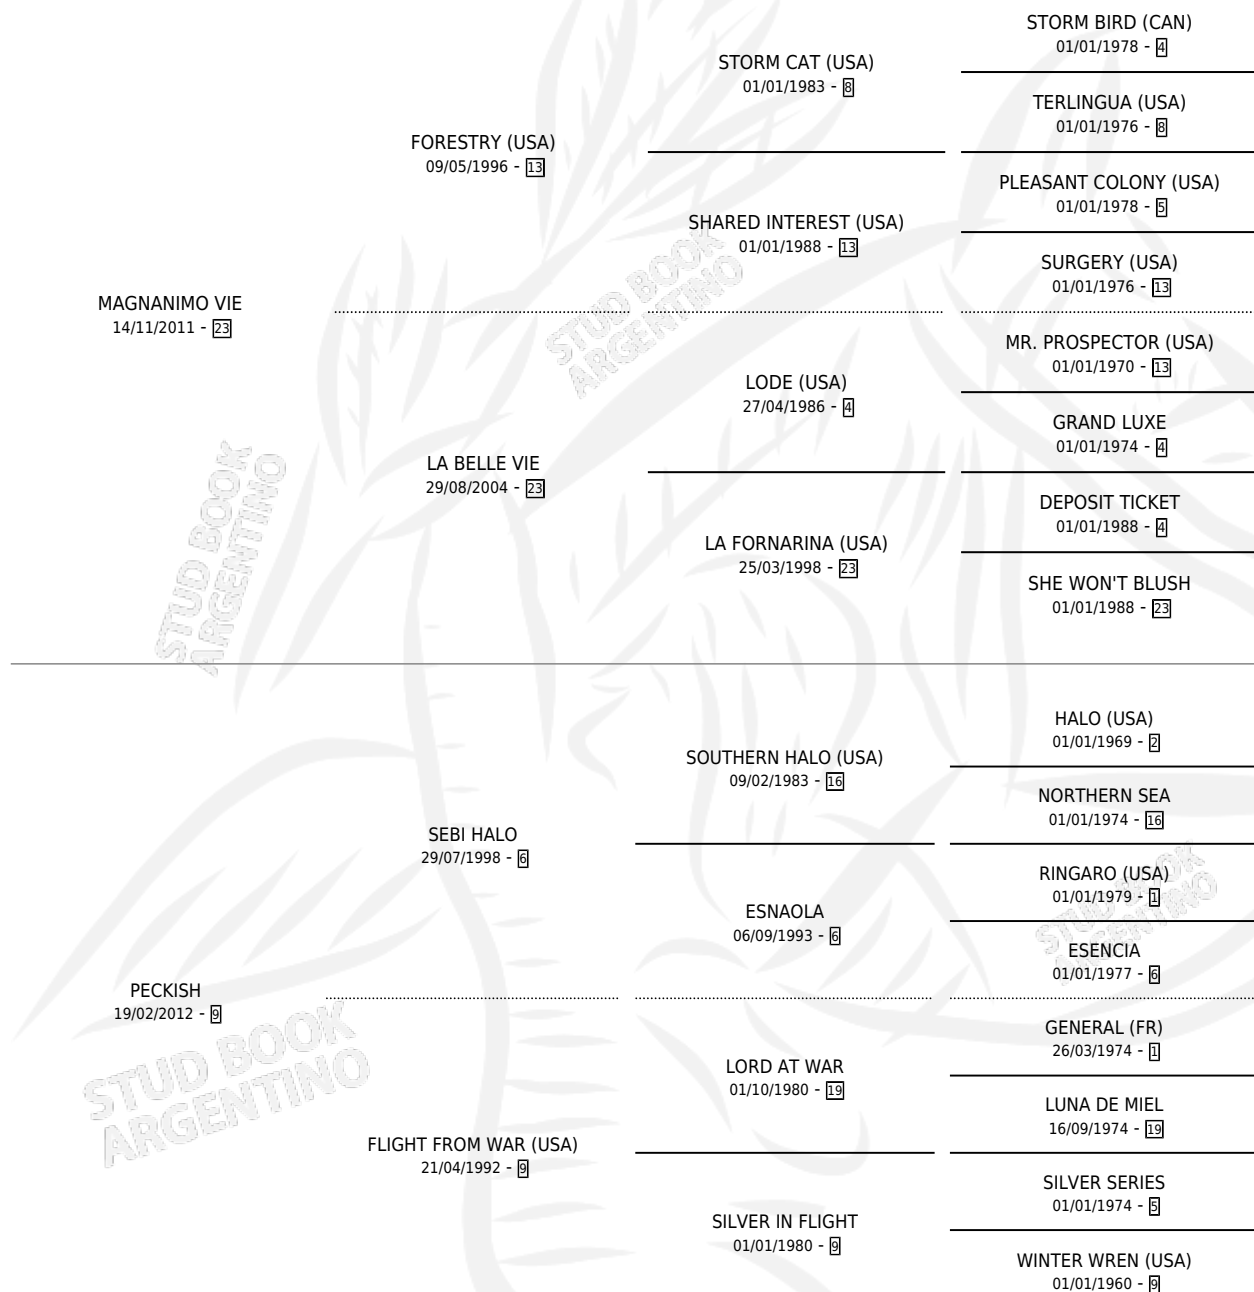 STORM BIRD (CAN)
01/01/1978 - 4
STORM CAT (USA)
01/01/1983 - 8
TERLINGUA (USA)
01/01/1976 - 8
FORESTRY (USA)
09/05/1996 - 13
PLEASANT COLONY (USA)
01/01/1978 - 5
SHARED INTEREST (USA)
01/01/1988 - 13
SURGERY (USA)
01/01/1976 - 13
MAGNANIMO VIE
14/11/2011 - 23
MR. PROSPECTOR (USA)
01/01/1970 - 13
LODE (USA)
27/04/1986 - 4
GRAND LUXE
01/01/1974 - 4
LA BELLE VIE
29/08/2004 - 23
DEPOSIT TICKET
01/01/1988 - 4
LA FORNARINA (USA)
25/03/1998 - 23
SHE WON'T BLUSH
01/01/1988 - 23
HALO (USA)
01/01/1969 - 2
SOUTHERN HALO (USA)
09/02/1983 - 16
NORTHERN SEA
01/01/1974 - 16
SEBI HALO
29/07/1998 - 6
RINGARO (USA)
01/01/1979 - 1
ESNAOLA
06/09/1993 - 6
ESENCIA
01/01/1977 - 6
PECKISH
19/02/2012 - 9
GENERAL (FR)
26/03/1974 - 1
LORD AT WAR
01/10/1980 - 19
LUNA DE MIEL
16/09/1974 - 19
FLIGHT FROM WAR (USA)
21/04/1992 - 9
SILVER SERIES
01/01/1974 - 5
SILVER IN FLIGHT
01/01/1980 - 9
WINTER WREN (USA)
01/01/1960 - 9
STUD BOOK
ARGENTINO
STUD BOOK
ARGENTINO
STUD BOOK
ARGENTINO
STUD BOOK
ARGENTINO